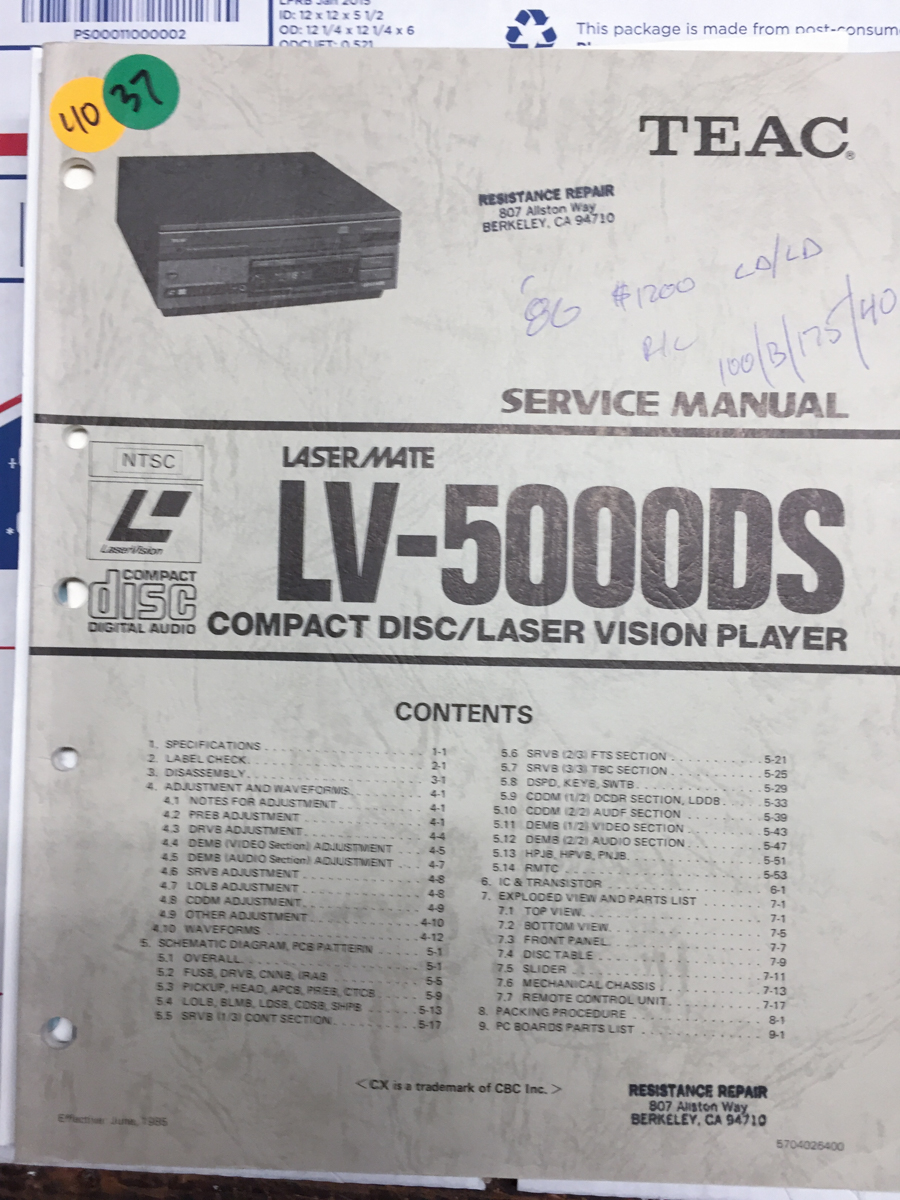 LPRB Jan 2015
ID: 12 x 12 x 5 1/2
OD: 12 1/4 x 12 1/4 x 6
ODCUFT: 0.521
PS00011000002
This package is made from post-consum
40
37
TEAC®
RESISTANCE REPAIR
807 Allston Way
BERKELEY, CA 94710
'86 $1200 LD/LD
R/C 100/B/175/40
SERVICE MANUAL
NTSC
LASERMATE
LV-5000DS
LaserVision
COMPACT
disc
DIGITAL AUDIO
COMPACT DISC/LASER VISION PLAYER
CONTENTS
1. SPECIFICATIONS 1-1
2. LABEL CHECK 2-1
3. DISASSEMBLY 3-1
4. ADJUSTMENT AND WAVEFORMS 4-1
4.1 NOTES FOR ADJUSTMENT 4-1
4.2 PREB ADJUSTMENT 4-1
4.3 DRVB ADJUSTMENT 4-4
4.4 DEMB (VIDEO Section) ADJUSTMENT 4-5
4.5 DEMB (AUDIO Section) ADJUSTMENT 4-7
4.6 SRVB ADJUSTMENT 4-8
4.7 LOLB ADJUSTMENT 4-8
4.8 CDDM ADJUSTMENT 4-9
4.9 OTHER ADJUSTMENT 4-10
4.10 WAVEFORMS 4-12
5. SCHEMATIC DIAGRAM, PCB PATTERN 5-1
5.1 OVERALL 5-1
5.2 FUSB, DRVB, CNNB, IRAB 5-5
5.3 PICKUP, HEAD, APCB, PREB, CTCB 5-9
5.4 LOLB, BLMB, LDSB, CDSB, SHPB 5-13
5.5 SRVB (1/3) CONT SECTION 5-17
5.6 SRVB (2/3) FTS SECTION 5-21
5.7 SRVB (3/3) TBC SECTION 5-25
5.8 DSPD, KEYB, SWTB 5-29
5.9 CDDM (1/2) DCDR SECTION, LDDB 5-33
5.10 CDDM (2/2) AUDF SECTION 5-39
5.11 DEMB (1/2) VIDEO SECTION 5-43
5.12 DEMB (2/2) AUDIO SECTION 5-47
5.13 HPJB, HPVB, PNJB 5-51
5.14 RMTC 5-53
6. IC & TRANSISTOR 6-1
7. EXPLODED VIEW AND PARTS LIST 7-1
7.1 TOP VIEW 7-1
7.2 BOTTOM VIEW 7-5
7.3 FRONT PANEL 7-7
7.4 DISC TABLE 7-9
7.5 SLIDER 7-11
7.6 MECHANICAL CHASSIS 7-13
7.7 REMOTE CONTROL UNIT 7-17
8. PACKING PROCEDURE 8-1
9. PC BOARDS PARTS LIST 9-1
<CX is a trademark of CBC Inc.>
RESISTANCE REPAIR
807 Allston Way
BERKELEY, CA 94710
Effective: June, 1986
5704026400